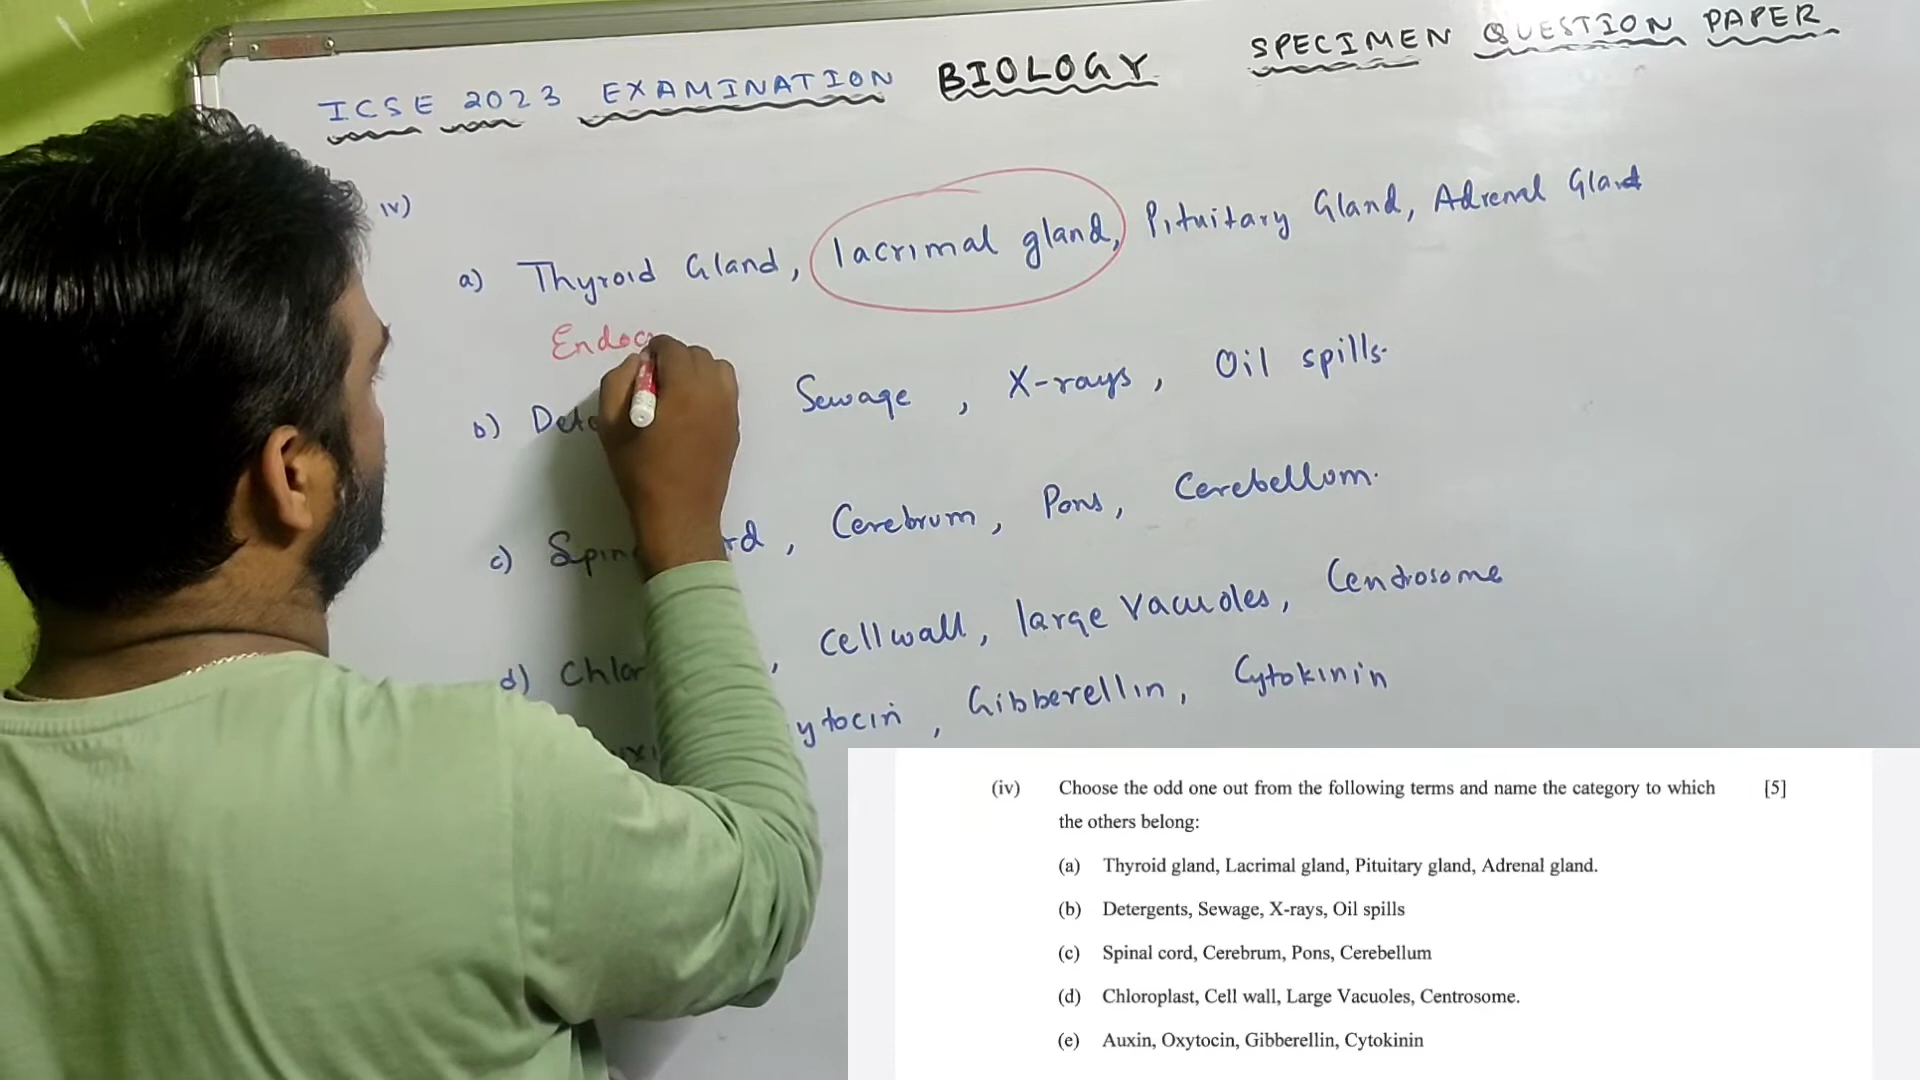 ICSE 2023 EXAMINATION BIOLOGY SPECIMEN QUESTION PAPER
iv)
a) Thyroid Gland, lacrimal gland, Pituitary Gland, Adrenal Gland
Endoc
b) Sewage, X-rays, Oil spills.
c) Cerebrum, Pons, Cerebellum.
d) cellwall, large Vacuoles, Centrosome
Gibberellin, Cytokinin
(iv) Choose the odd one out from the following terms and name the category to which [5]
the others belong:
(a) Thyroid gland, Lacrimal gland, Pituitary gland, Adrenal gland.
(b) Detergents, Sewage, X-rays, Oil spills
(c) Spinal cord, Cerebrum, Pons, Cerebellum
(d) Chloroplast, Cell wall, Large Vacuoles, Centrosome.
(e) Auxin, Oxytocin, Gibberellin, Cytokinin